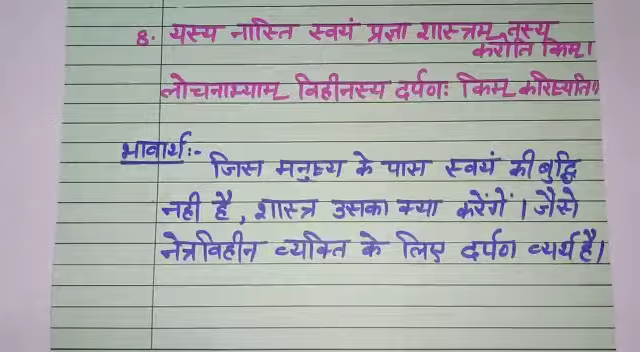 8. यस्य नास्ति स्वयं प्रज्ञा शास्त्रम् तस्य
करोति किम्।
लोचनाभ्याम् विहीनस्य दर्पणः किम् करिष्यति॥
भावार्थ:- जिस मनुष्य के पास स्वयं की बुद्धि
नही है, शास्त्र उसका क्या करेंगें। जैसे
नेत्रविहीन व्यक्ति के लिए दर्पण व्यर्थ है।